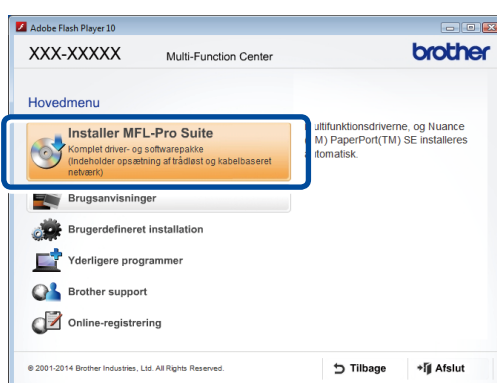 Adobe Flash Player 10
XXX-XXXXX
Multi-Function Center
brother
Hovedmenu
Installer MFL-Pro Suite
Komplet driver- og softwarepakke
(Indeholder opsætning af trådløst og kabelbaseret
netværk)
ultifunktionsdriverne, og Nuance
M) PaperPort(TM) SE installeres
utomatisk.
Brugsanvisninger
Brugerdefineret installation
Yderligere programmer
Brother support
Online-registrering
© 2001-2014 Brother Industries, Ltd. All Rights Reserved.
Tilbage
Afslut